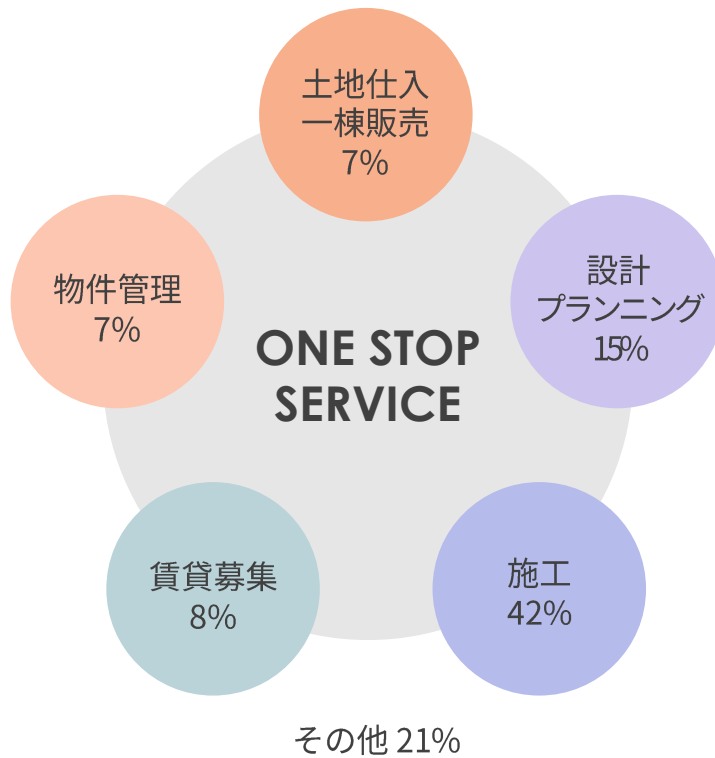 土地仕入
一棟販売
7%
設計
プランニング
15%
施工
42%
賃貸募集
8%
物件管理
7%
ONE STOP
SERVICE
その他 21%